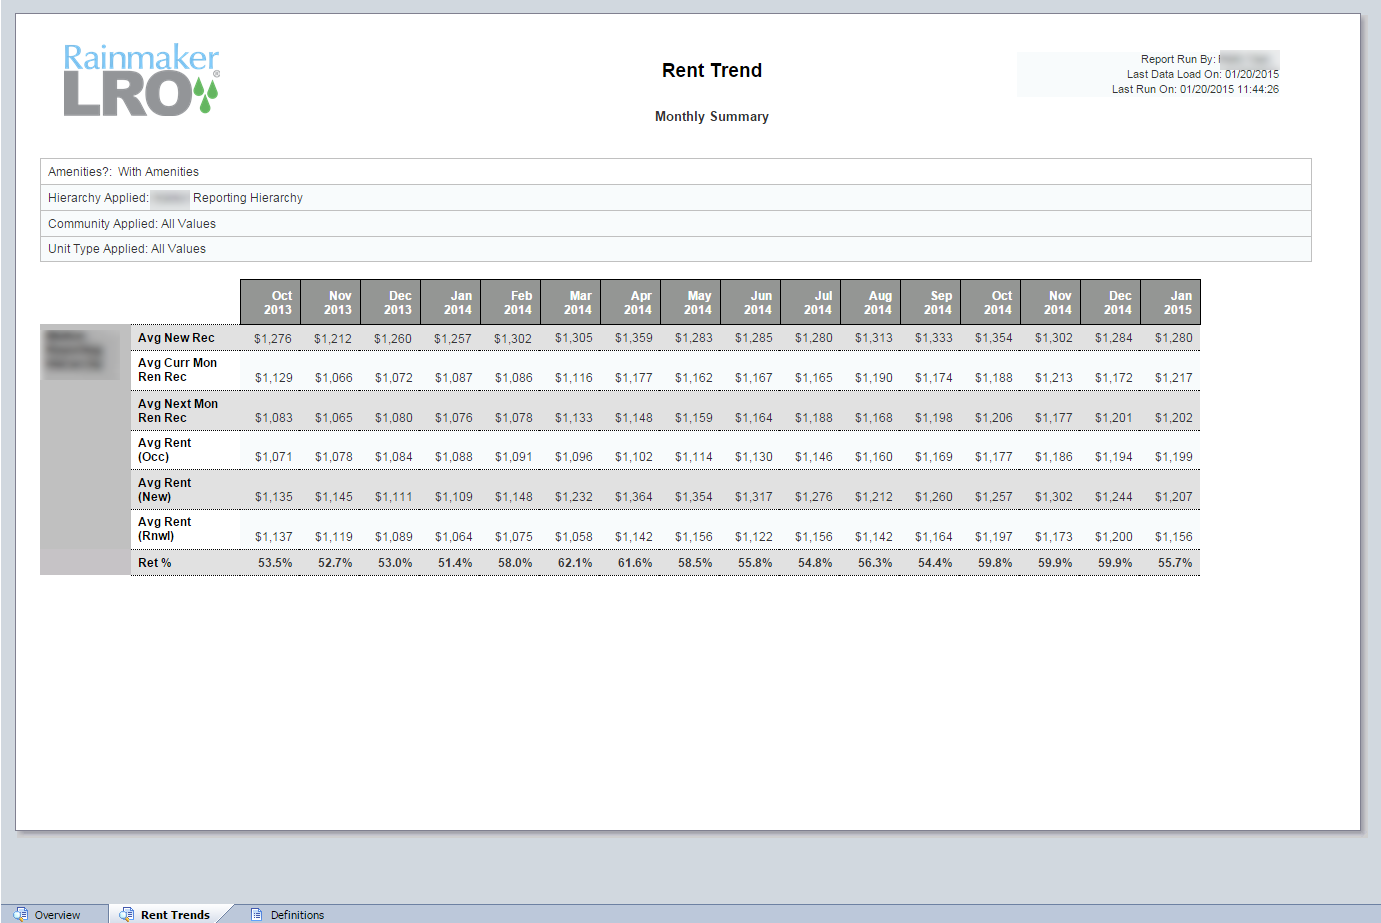 Rainmaker
LRO®
Rent Trend
Monthly Summary
Report Run By:
Last Data Load On: 01/20/2015
Last Run On: 01/20/2015 11:44:26
Amenities?: With Amenities
Hierarchy Applied: Reporting Hierarchy
Community Applied: All Values
Unit Type Applied: All Values
Oct Nov Dec Jan Feb Mar Apr May Jun Jul Aug Sep Oct Nov Dec Jan
2013 2013 2013 2014 2014 2014 2014 2014 2014 2014 2014 2014 2014 2014 2014 2015
Avg New Rec $1,276 $1,212 $1,260 $1,257 $1,302 $1,305 $1,359 $1,283 $1,285 $1,280 $1,313 $1,333 $1,354 $1,302 $1,284 $1,280
Avg Curr Mon
Ren Rec $1,129 $1,066 $1,072 $1,087 $1,086 $1,116 $1,177 $1,162 $1,167 $1,165 $1,190 $1,174 $1,188 $1,213 $1,172 $1,217
Avg Next Mon
Ren Rec $1,083 $1,065 $1,080 $1,076 $1,078 $1,133 $1,148 $1,159 $1,164 $1,188 $1,168 $1,198 $1,206 $1,177 $1,201 $1,202
Avg Rent
(Occ) $1,071 $1,078 $1,084 $1,088 $1,091 $1,096 $1,102 $1,114 $1,130 $1,146 $1,160 $1,169 $1,177 $1,186 $1,194 $1,199
Avg Rent
(New) $1,135 $1,145 $1,111 $1,109 $1,148 $1,232 $1,364 $1,354 $1,317 $1,276 $1,212 $1,260 $1,257 $1,302 $1,244 $1,207
Avg Rent
(Rnwl) $1,137 $1,119 $1,089 $1,064 $1,075 $1,058 $1,142 $1,156 $1,122 $1,156 $1,142 $1,164 $1,197 $1,173 $1,200 $1,156
Ret % 53.5% 52.7% 53.0% 51.4% 58.0% 62.1% 61.6% 58.5% 55.8% 54.8% 56.3% 54.4% 59.8% 59.9% 59.9% 55.7%
Overview Rent Trends Definitions